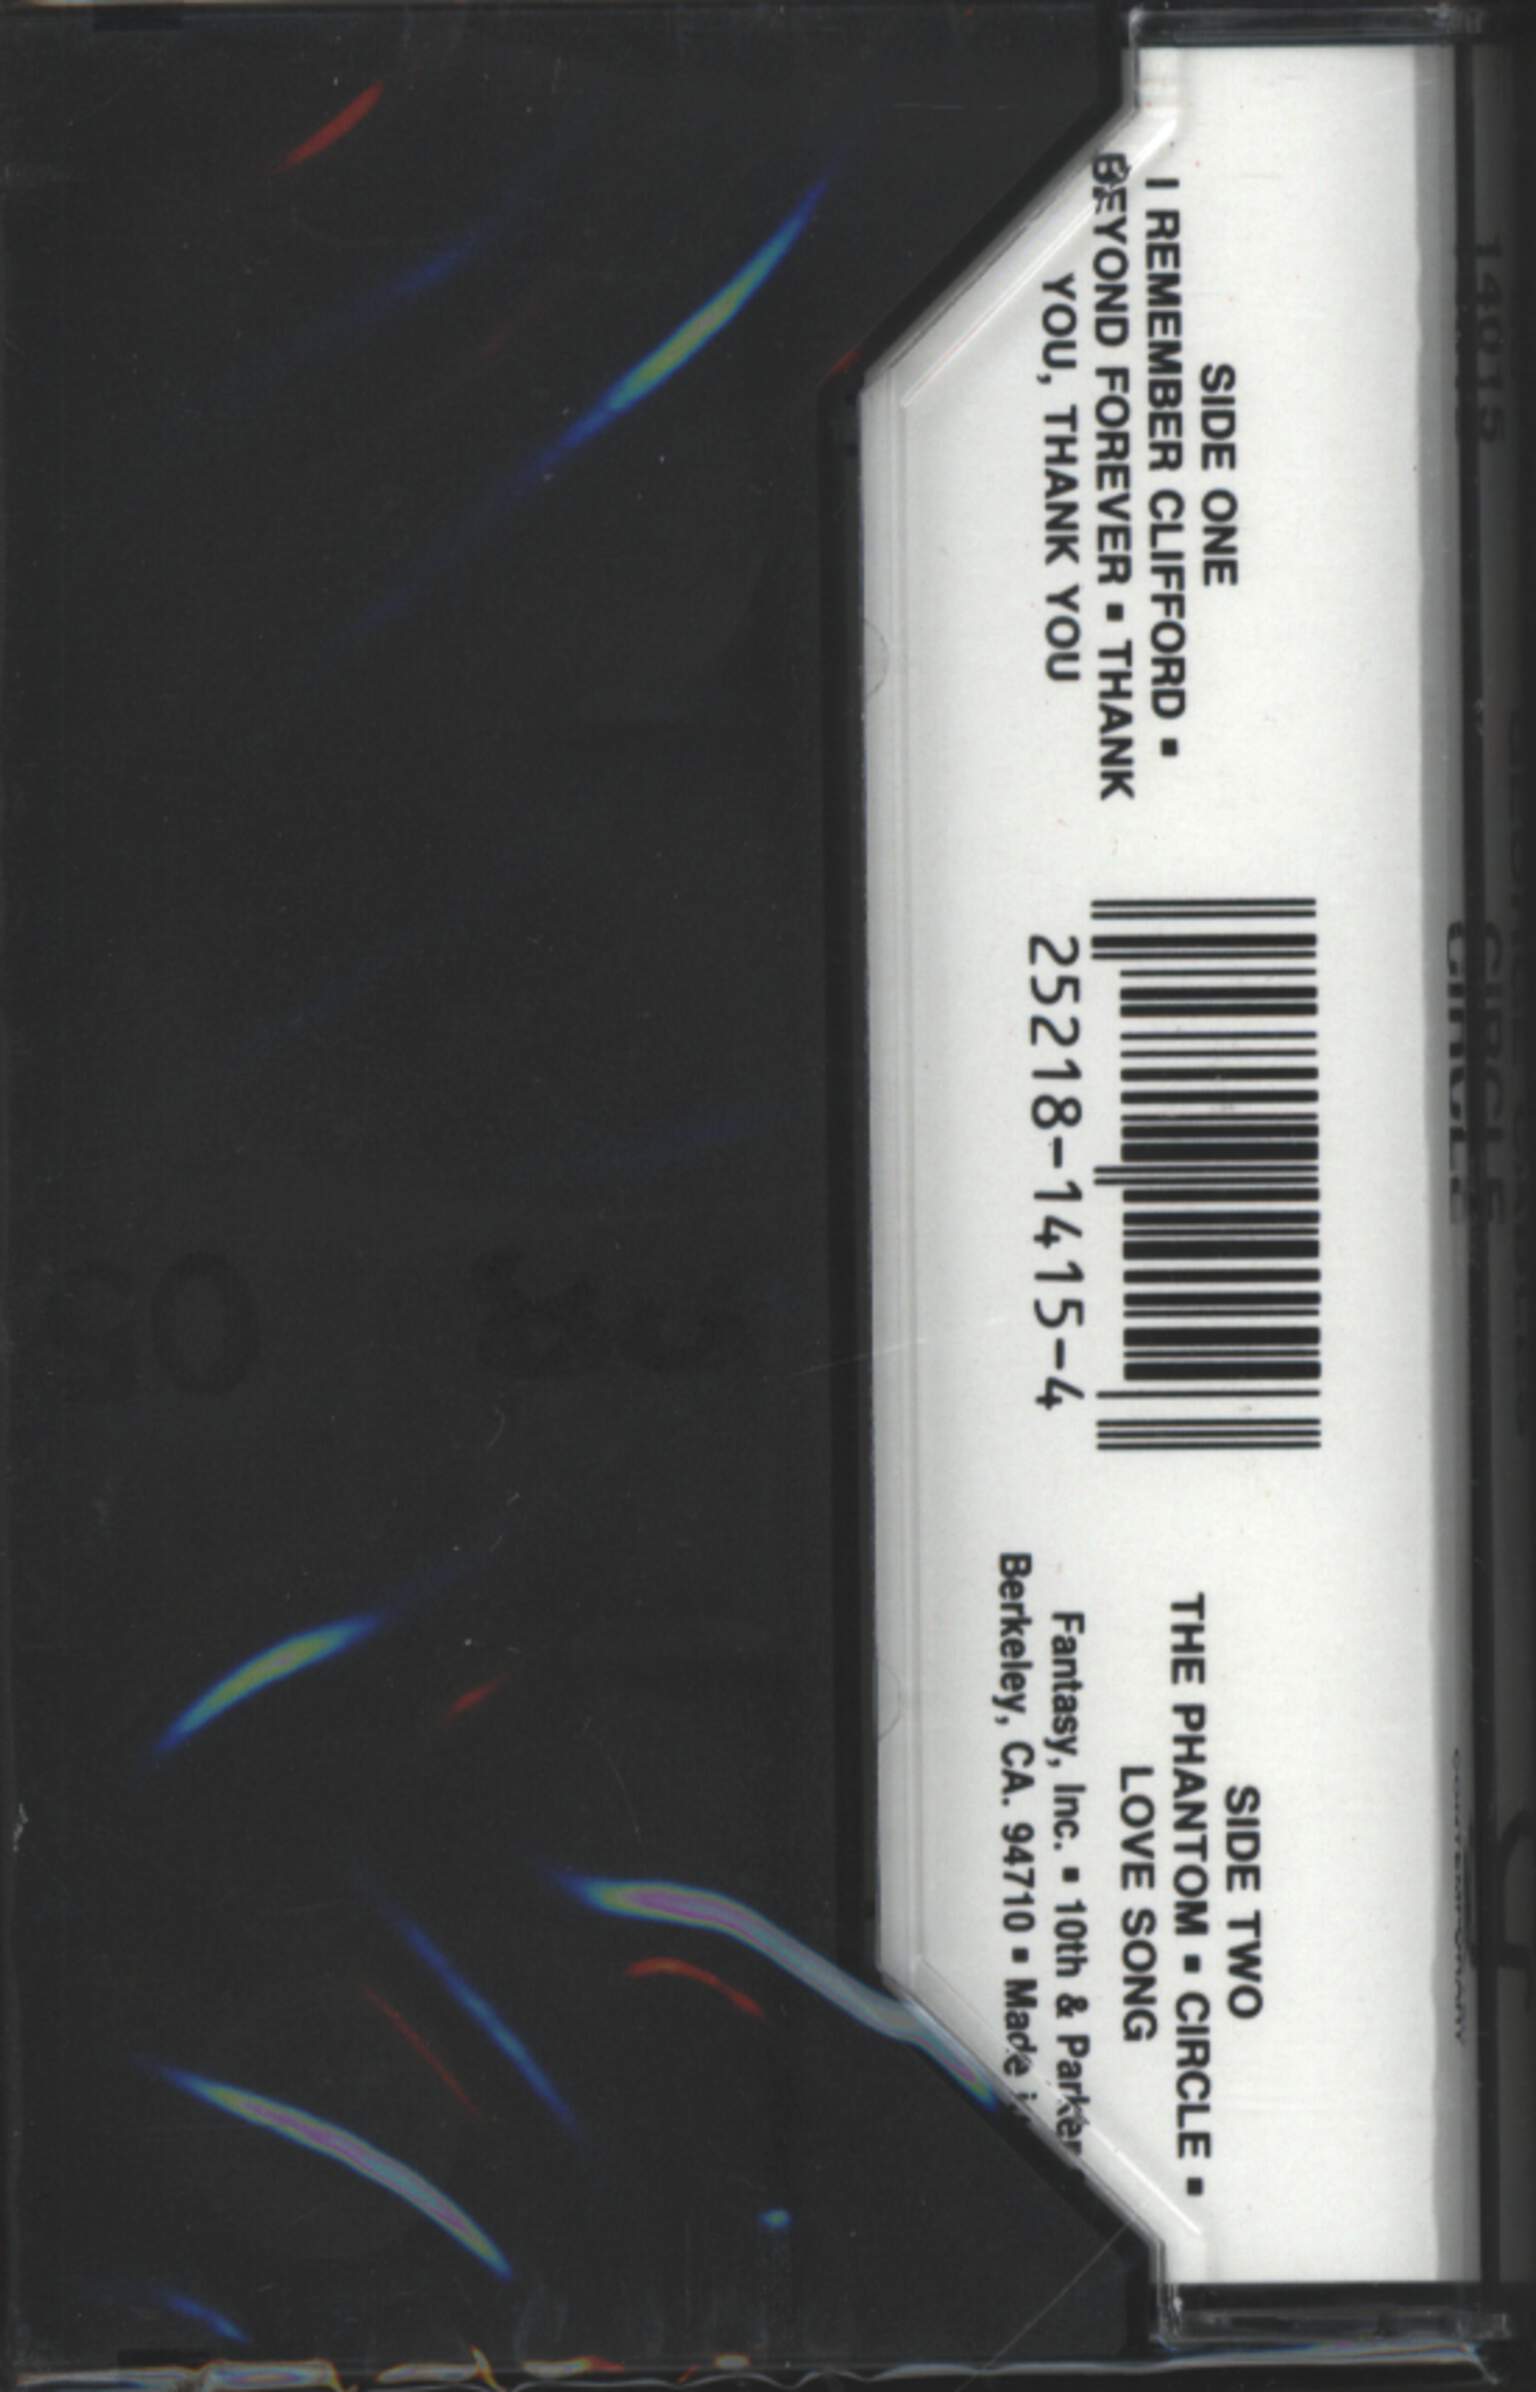 SIDE ONE
I REMEMBER CLIFFORD ▪
BEYOND FOREVER ▪ THANK
YOU, THANK YOU
25218-1415-4
SIDE TWO
THE PHANTOM ▪ CIRCLE ▪
LOVE SONG
Fantasy, Inc. ▪ 10th & Parker
Berkeley, CA. 94710 ▪ Made
CIRCLE
CONTEMPORARY